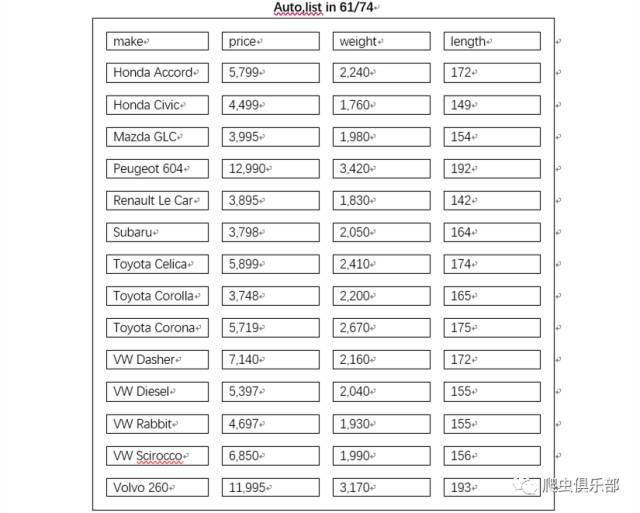 Auto.list in 61/74
make price weight length
Honda Accord 5,799 2,240 172
Honda Civic 4,499 1,760 149
Mazda GLC 3,995 1,980 154
Peugeot 604 12,990 3,420 192
Renault Le Car 3,895 1,830 142
Subaru 3,798 2,050 164
Toyota Celica 5,899 2,410 174
Toyota Corolla 3,748 2,200 165
Toyota Corona 5,719 2,670 175
VW Dasher 7,140 2,160 172
VW Diesel 5,397 2,040 155
VW Rabbit 4,697 1,930 155
VW Scirocco 6,850 1,990 156
Volvo 260 11,995 3,170 193
爬虫俱乐部